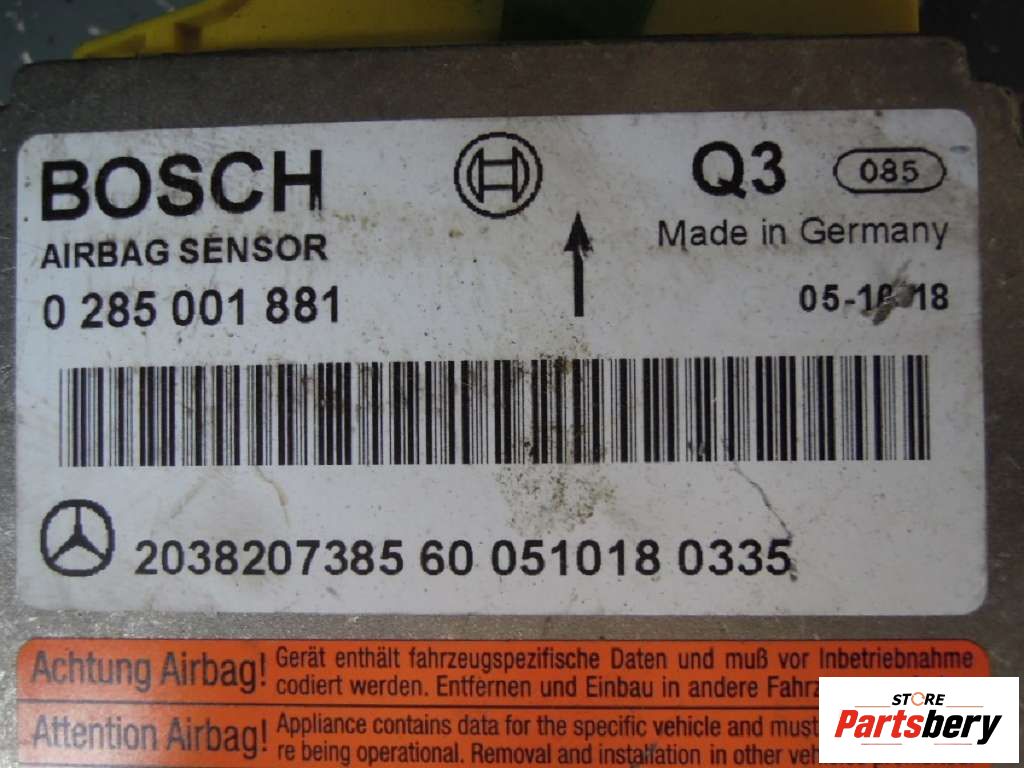 BOSCH
Q3
085
AIRBAG SENSOR
Made in Germany
0 285 001 881
2038207385 60 051018 0335
Achtung Airbag! Gerät enthält fahrzeugspezifische Daten und muß vor Inbetriebnahme
codiert werden. Entfernen und Einbau in andere
Attention Airbag! Appliance contains data for the specific vehicle and must
re being operational. Removal and installation in other
STORE
Partsbery